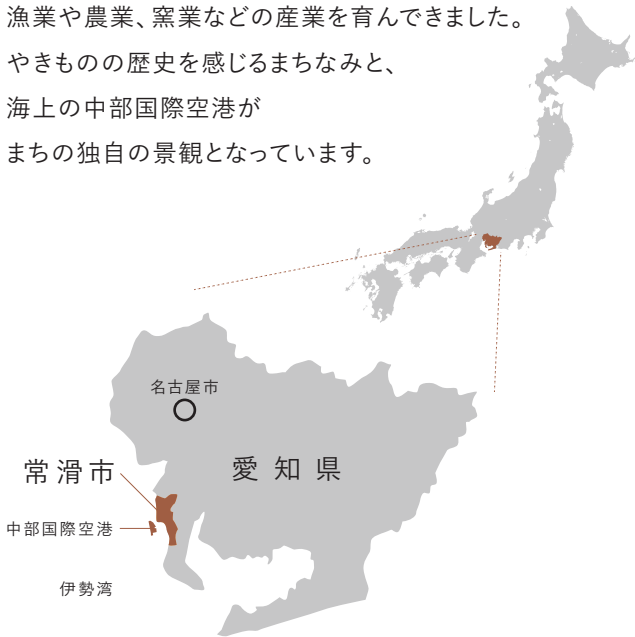 漁業や農業、窯業などの産業を育んできました。
やきものの歴史を感じるまちなみと、
海上の中部国際空港が
まちの独自の景観となっています。
名古屋市
愛知県
常滑市
中部国際空港
伊勢湾